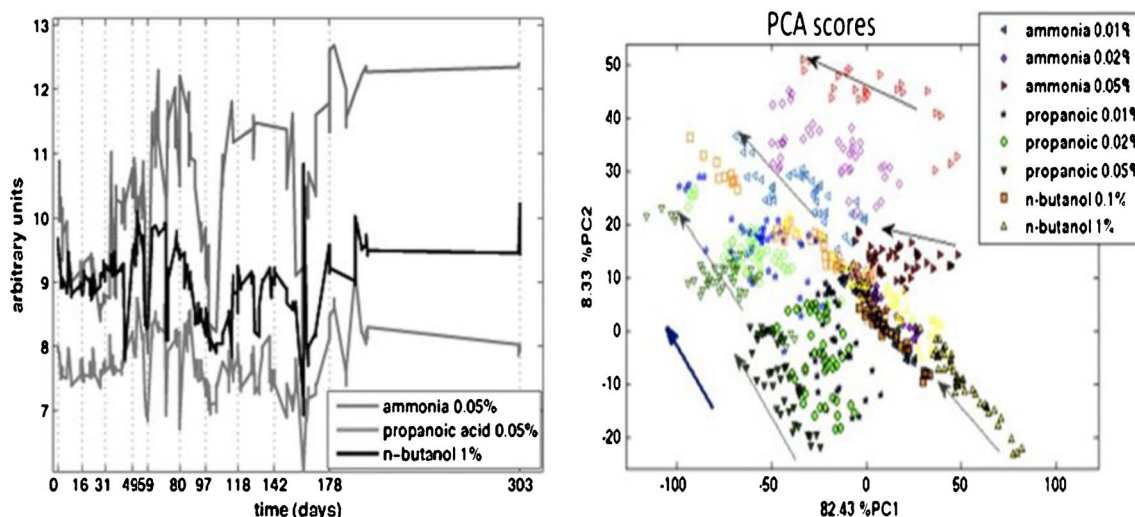 13
12
11
10
9
8
7
arbitrary units
0 16 31 49 59 80 97 118 142 178 303
time (days)
ammonia 0.05%
propanoic acid 0.05%
n-butanol 1%
PCA scores
50
40
30
20
10
0
-10
-20
8.33 %PC2
-100 -50 0 50 100
82.43 %PC1
ammonia 0.01%
ammonia 0.02%
ammonia 0.05%
propanoic 0.01%
propanoic 0.02%
propanoic 0.05%
n-butanol 0.1%
n-butanol 1%